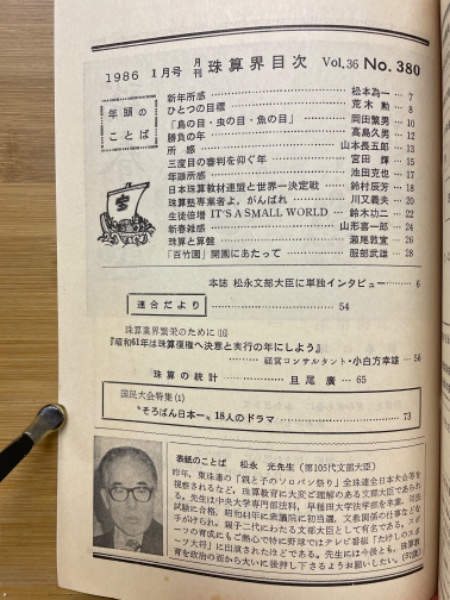 1986 1月号 月刊 珠算界目次 Vol.36 No.380
年頭のことば
新年所感 松本為一 7
ひとつの目標 荒木勲 8
「鳥の目・虫の目・魚の目」 岡田繁男 10
勝負の年 高島久男 12
所感 山本長五郎 13
三度目の審判を仰ぐ年 宮田輝 15
年頭所感 池田克也 17
日本珠算教材連盟と世界一決定戦 鈴村辰芳 18
珠算塾専業者よ,がんばれ 川又義夫 20
生徒倍増 IT'S A SMALL WORLD 鈴木功二 22
新春雑感 山形喜一郎 24
珠算と算盤 瀬尾敦宣 26
「百竹園」開園にあたって 服部武雄 28
本誌 松永文部大臣に単独インタビュー 6
連合だより 54
珠算業界繁栄のために(16)
『昭和61年は珠算復権へ決意と実行の年にしよう』
経営コンサルタント・小白方幸雄 56
珠算の統計 旦尾廣 65
国民大会特集(1)
〝そろばん日本一〟18人のドラマ 73
表紙のことば 松永 光先生(第105代文部大臣)
昨年,東珠連の「親と子のソロバン祭り」全珠連全日本大会等を
視察されるなど,珠算教育に大変ご理解のある文部大臣であられ
る。先生は中央大学専門部法科,早稲田大学法学部を卒業,司法
試験に合格,昭和44年に衆議院に初当選,文教関係の仕事などを
手がけられ,親子二代にわたる文部大臣として有名である。スポ
ーツの育成にもご熱心で特に野球ではテレビ番組「たけしのスポ
ーツ大将」に出演されたほどである。先生には今後とも,珠算教
育を政治の面から大いに後押し下さるようお願いしたい。